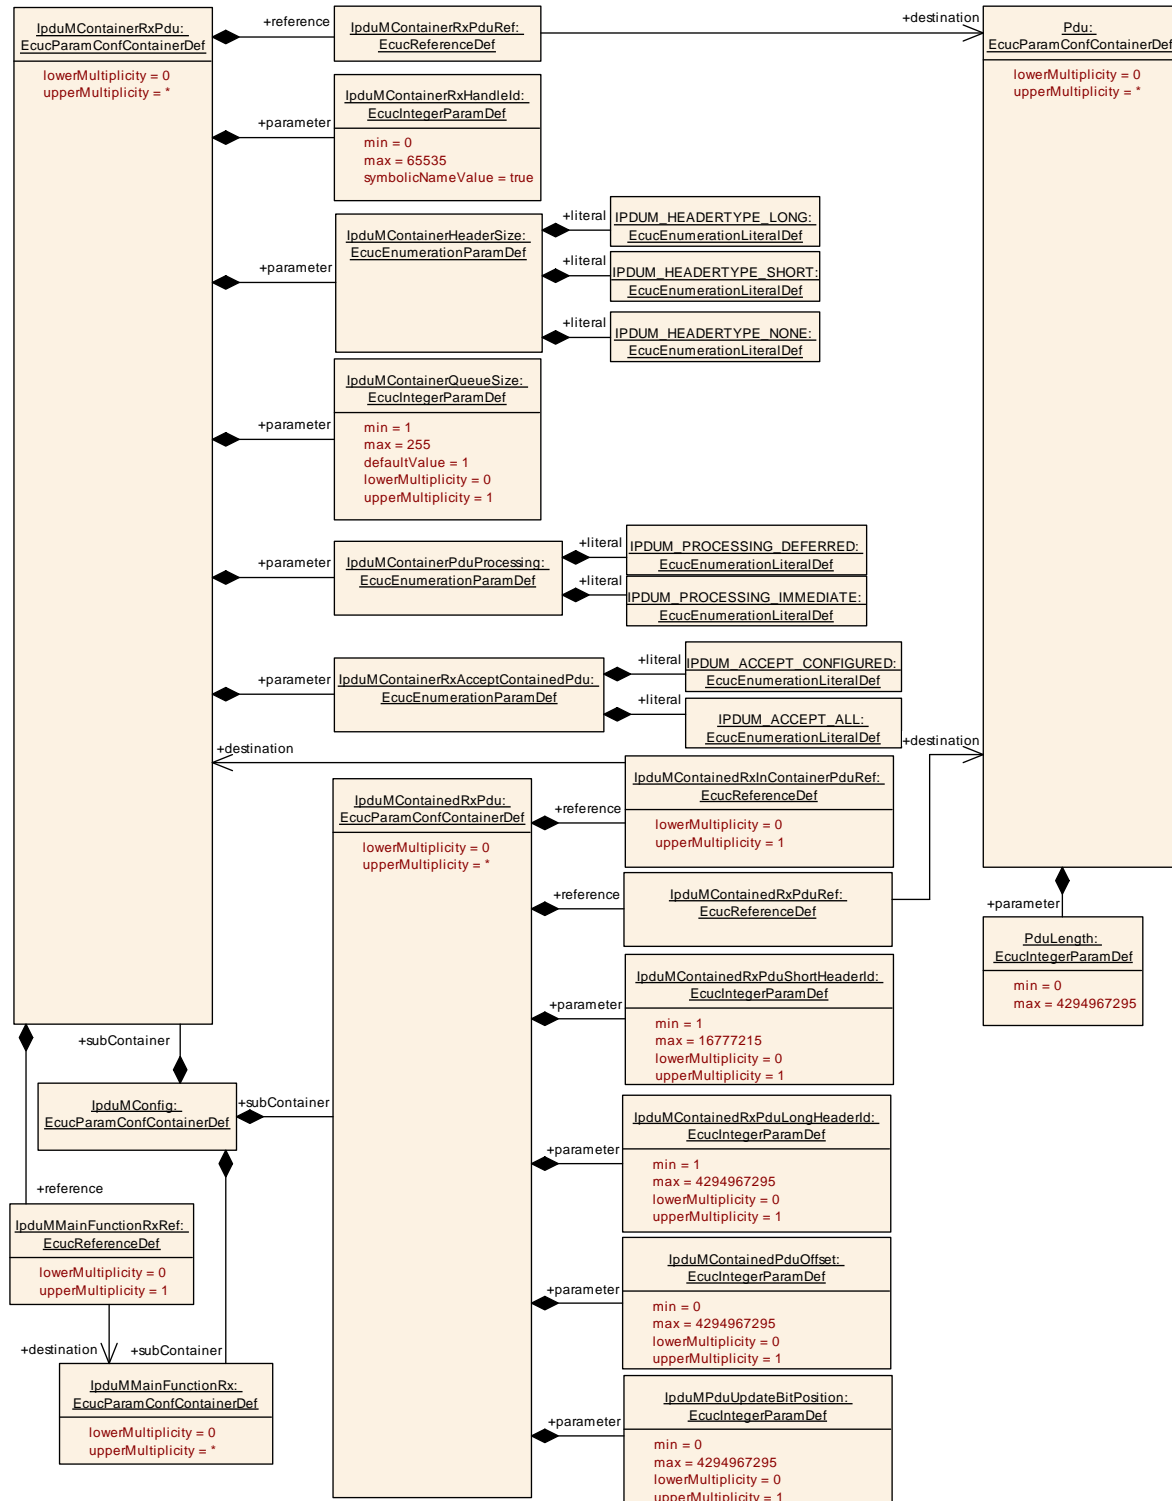 IpduMContainerRxPdu:
EcucParamConfContainerDef
lowerMultiplicity = 0
upperMultiplicity = *
+reference
IpduMContainerRxPduRef:
EcucReferenceDef
+destination
Pdu:
EcucParamConfContainerDef
lowerMultiplicity = 0
upperMultiplicity = *
+parameter
IpduMContainerRxHandleId:
EcucIntegerParamDef
min = 0
max = 65535
symbolicNameValue = true
+parameter
IpduMContainerHeaderSize:
EcucEnumerationParamDef
+literal
IPDUM_HEADERTYPE_LONG:
EcucEnumerationLiteralDef
+literal
IPDUM_HEADERTYPE_SHORT:
EcucEnumerationLiteralDef
+literal
IPDUM_HEADERTYPE_NONE:
EcucEnumerationLiteralDef
+parameter
IpduMContainerQueueSize:
EcucIntegerParamDef
min = 1
max = 255
defaultValue = 1
lowerMultiplicity = 0
upperMultiplicity = 1
+parameter
IpduMContainerPduProcessing:
EcucEnumerationParamDef
+literal
IPDUM_PROCESSING_DEFERRED:
EcucEnumerationLiteralDef
+literal
IPDUM_PROCESSING_IMMEDIATE:
EcucEnumerationLiteralDef
+parameter
IpduMContainerRxAcceptContainedPdu:
EcucEnumerationParamDef
+literal
IPDUM_ACCEPT_CONFIGURED:
EcucEnumerationLiteralDef
+literal
IPDUM_ACCEPT_ALL:
EcucEnumerationLiteralDef
+destination
+destination
IpduMContainedRxPdu:
EcucParamConfContainerDef
lowerMultiplicity = 0
upperMultiplicity = *
+reference
IpduMContainedRxInContainerPduRef:
EcucReferenceDef
lowerMultiplicity = 0
upperMultiplicity = 1
+reference
IpduMContainedRxPduRef:
EcucReferenceDef
+parameter
PduLength:
EcucIntegerParamDef
min = 0
max = 4294967295
+parameter
IpduMContainedRxPduShortHeaderId:
EcucIntegerParamDef
min = 1
max = 16777215
lowerMultiplicity = 0
upperMultiplicity = 1
+subContainer
IpduMConfig:
EcucParamConfContainerDef
+subContainer
+parameter
IpduMContainedRxPduLongHeaderId:
EcucIntegerParamDef
min = 1
max = 4294967295
lowerMultiplicity = 0
upperMultiplicity = 1
+reference
IpduMMainFunctionRxRef:
EcucReferenceDef
lowerMultiplicity = 0
upperMultiplicity = 1
+parameter
IpduMContainedPduOffset:
EcucIntegerParamDef
min = 0
max = 4294967295
lowerMultiplicity = 0
upperMultiplicity = 1
+destination
+subContainer
IpduMMainFunctionRx:
EcucParamConfContainerDef
lowerMultiplicity = 0
upperMultiplicity = *
+parameter
IpduMPduUpdateBitPosition:
EcucIntegerParamDef
min = 0
max = 4294967295
lowerMultiplicity = 0
upperMultiplicity = 1